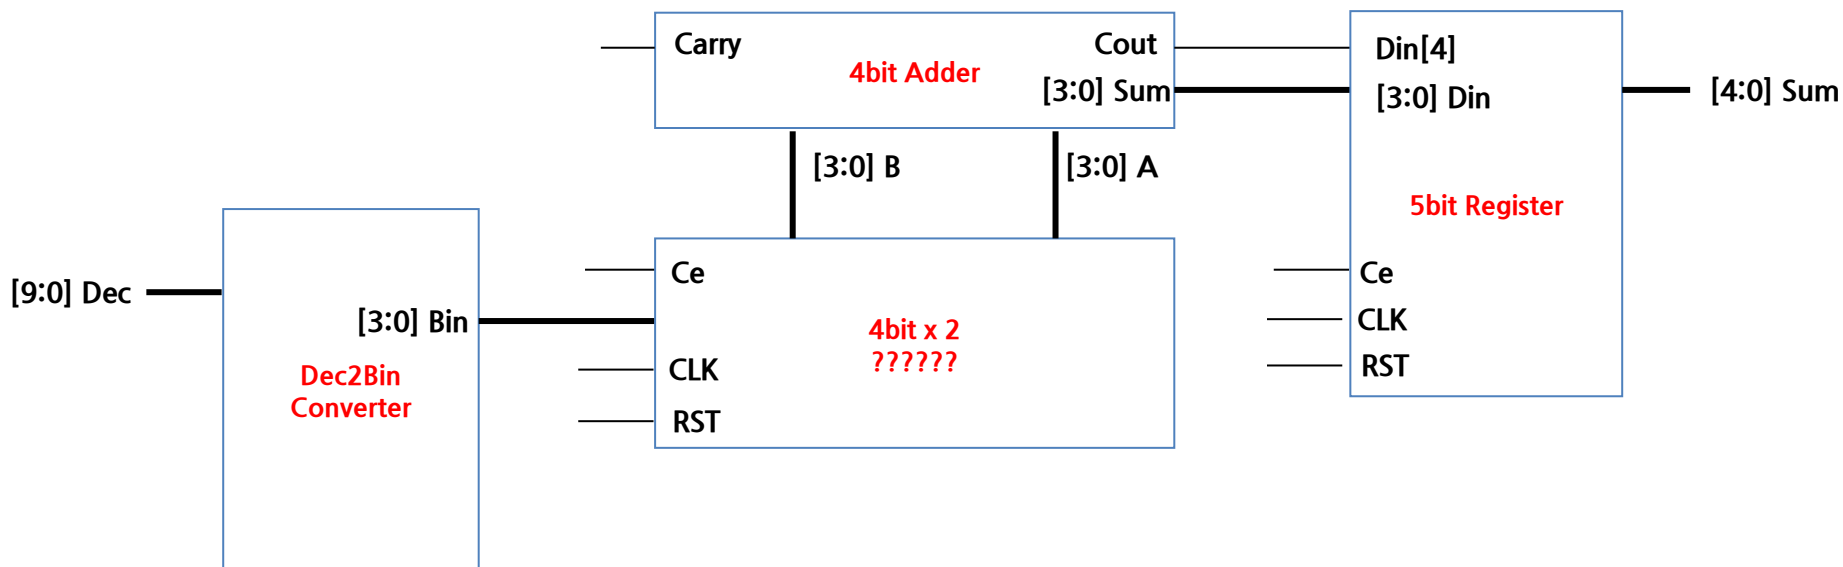 Carry
Cout
4bit Adder
[3:0] Sum
Din[4]
[3:0] Din
[4:0] Sum
[3:0] B
[3:0] A
5bit Register
[9:0] Dec
[3:0] Bin
Dec2Bin
Converter
Ce
4bit x 2
??????
CLK
RST
Ce
CLK
RST